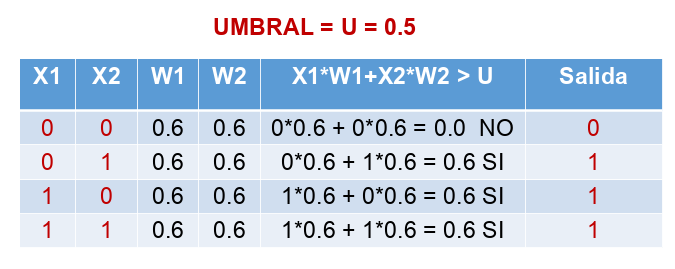 UMBRAL = U = 0.5
X1 X2 W1 W2 X1*W1+X2*W2 > U Salida
0 0 0.6 0.6 0*0.6 + 0*0.6 = 0.0 NO 0
0 1 0.6 0.6 0*0.6 + 1*0.6 = 0.6 SI 1
1 0 0.6 0.6 1*0.6 + 0*0.6 = 0.6 SI 1
1 1 0.6 0.6 1*0.6 + 1*0.6 = 0.6 SI 1